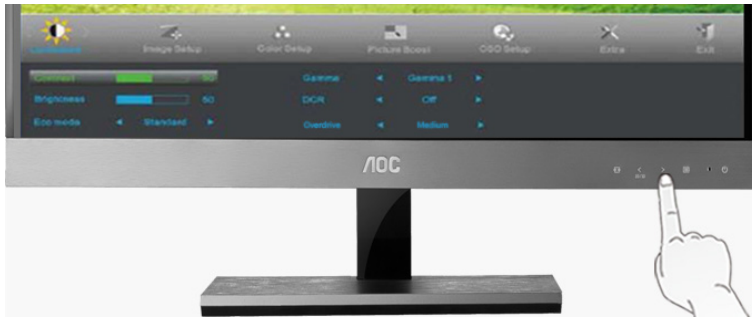 Luminance Image Setup Color Setup Picture Boost OSD Setup Extra Exit
Contrast 50 Gamma Gamma 1
Brightness 50 DCR Off
Eco mode Standard Overdrive Medium
AOC